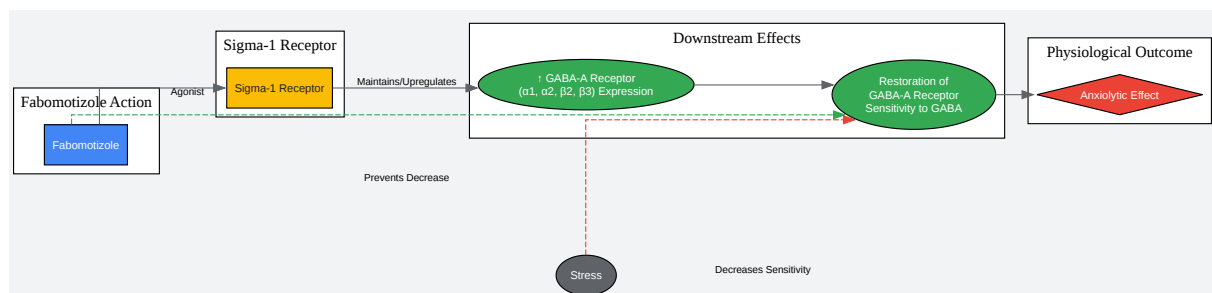 Fabomotizole Action
Fabomotizole
Agonist
Sigma-1 Receptor
Sigma-1 Receptor
Maintains/Upregulates
Downstream Effects
↑ GABA-A Receptor
(α1, α2, β2, β3) Expression
Restoration of
GABA-A Receptor
Sensitivity to GABA
Physiological Outcome
Anxiolytic Effect
Prevents Decrease
Stress
Decreases Sensitivity